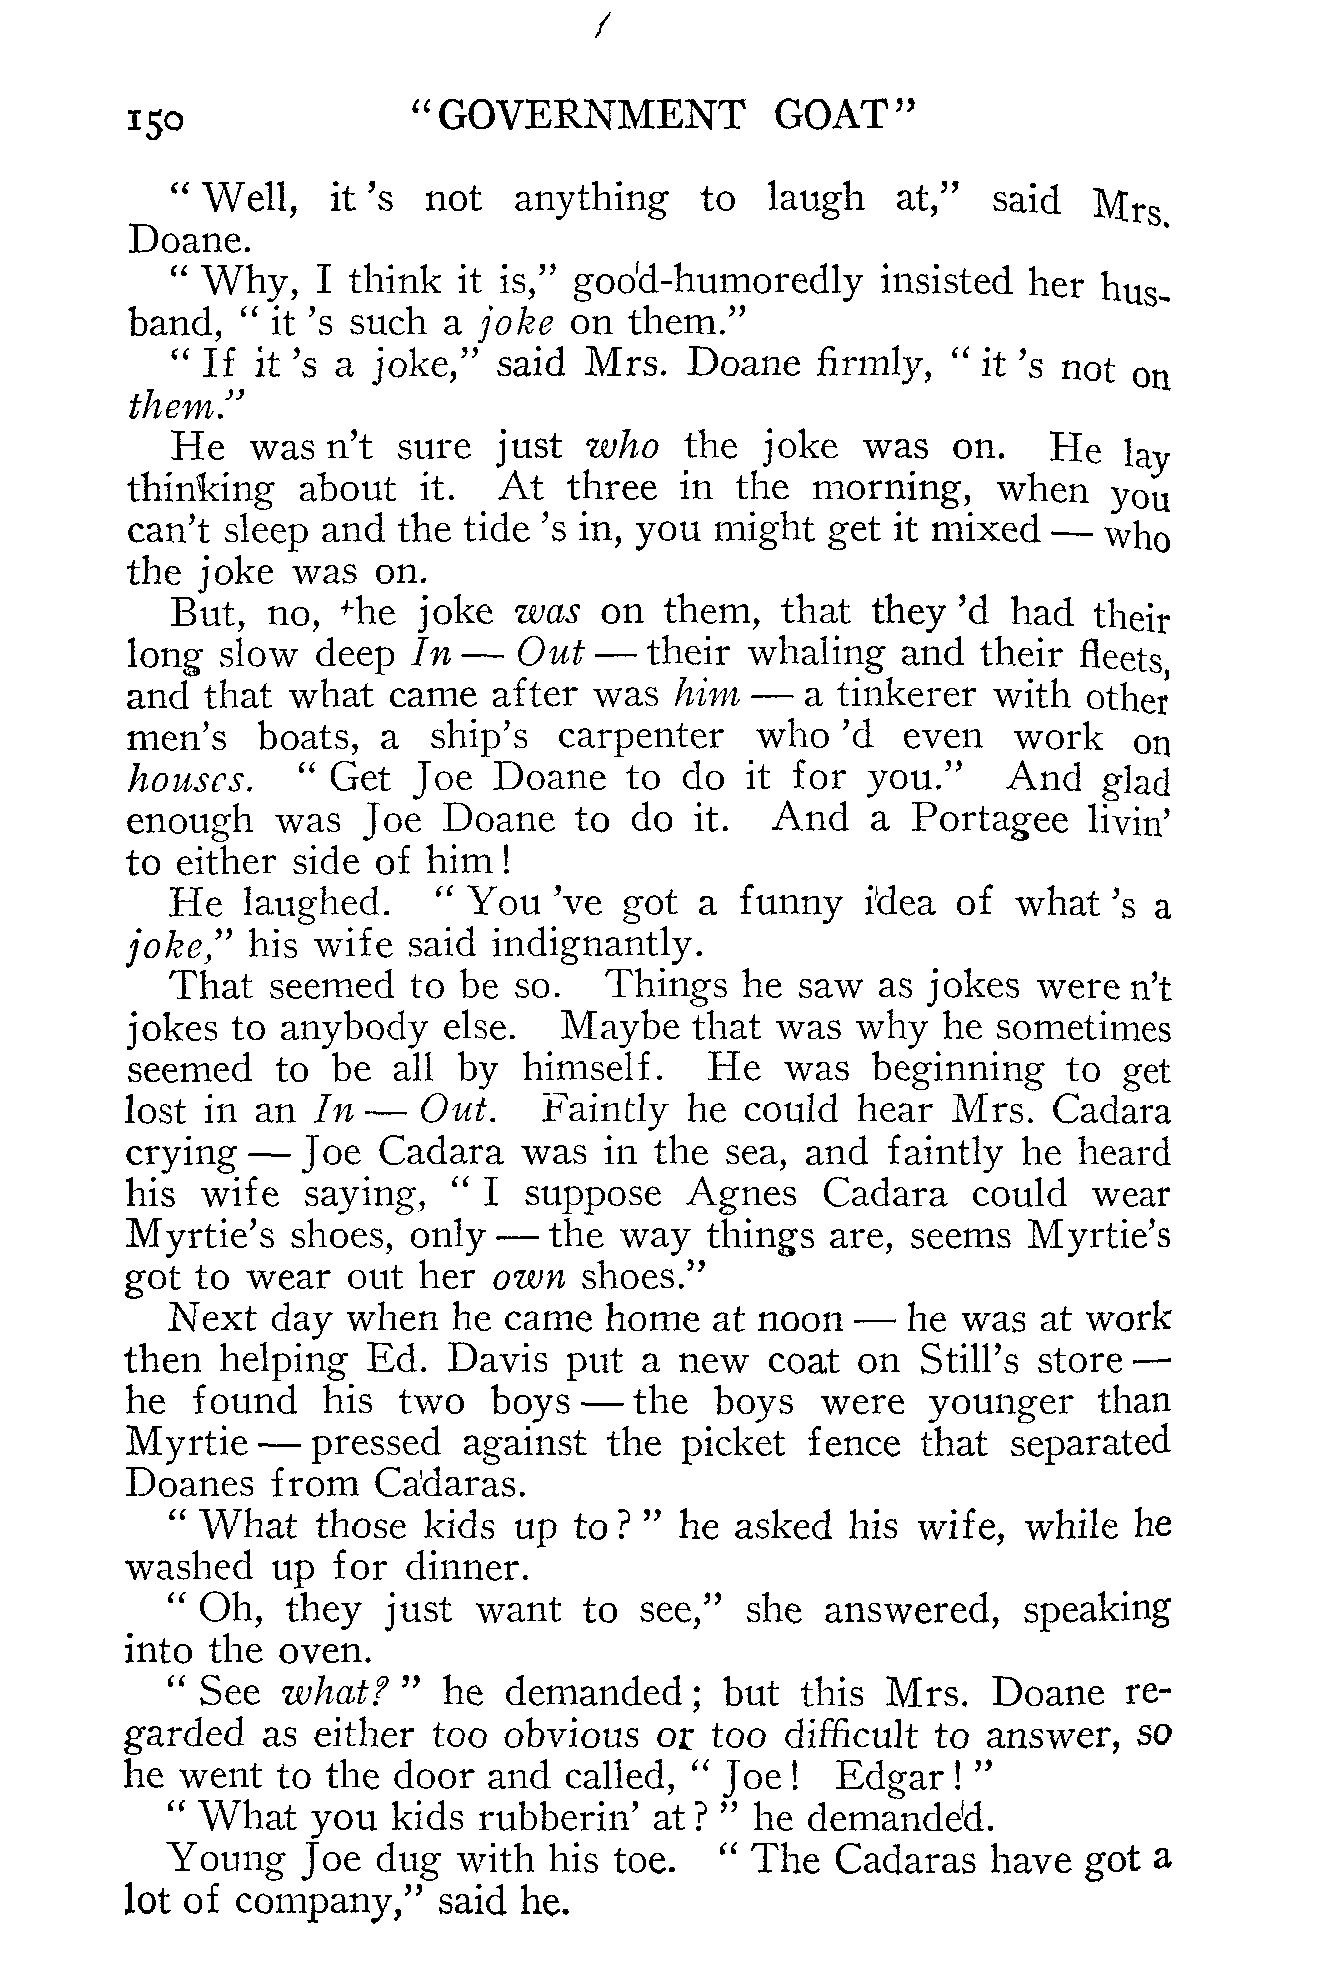 150 "GOVERNMENT GOAT"
" Well, it 's not anything to laugh at," said Mrs.
Doane.
" Why, I think it is," good-humoredly insisted her hus-
band, " it 's such a joke on them."
" If it 's a joke," said Mrs. Doane firmly, " it 's not on
them."
He was n't sure just who the joke was on. He lay
thinking about it. At three in the morning, when you
can't sleep and the tide 's in, you might get it mixed — who
the joke was on.
But, no, the joke was on them, that they 'd had their
long slow deep In — Out — their whaling and their fleets,
and that what came after was him — a tinkerer with other
men's boats, a ship's carpenter who 'd even work on
houses. " Get Joe Doane to do it for you." And glad
enough was Joe Doane to do it. And a Portagee livin'
to either side of him!
He laughed. " You 've got a funny idea of what 's a
joke," his wife said indignantly.
That seemed to be so. Things he saw as jokes were n't
jokes to anybody else. Maybe that was why he sometimes
seemed to be all by himself. He was beginning to get
lost in an In — Out. Faintly he could hear Mrs. Cadara
crying — Joe Cadara was in the sea, and faintly he heard
his wife saying, " I suppose Agnes Cadara could wear
Myrtie's shoes, only — the way things are, seems Myrtie's
got to wear out her own shoes."
Next day when he came home at noon — he was at work
then helping Ed. Davis put a new coat on Still's store —
he found his two boys — the boys were younger than
Myrtie — pressed against the picket fence that separated
Doanes from Cadaras.
" What those kids up to? " he asked his wife, while he
washed up for dinner.
" Oh, they just want to see," she answered, speaking
into the oven.
" See what? " he demanded; but this Mrs. Doane re-
garded as either too obvious or too difficult to answer, so
he went to the door and called, " Joe! Edgar! "
" What you kids rubberin' at? " he demanded.
Young Joe dug with his toe. " The Cadaras have got a
lot of company," said he.